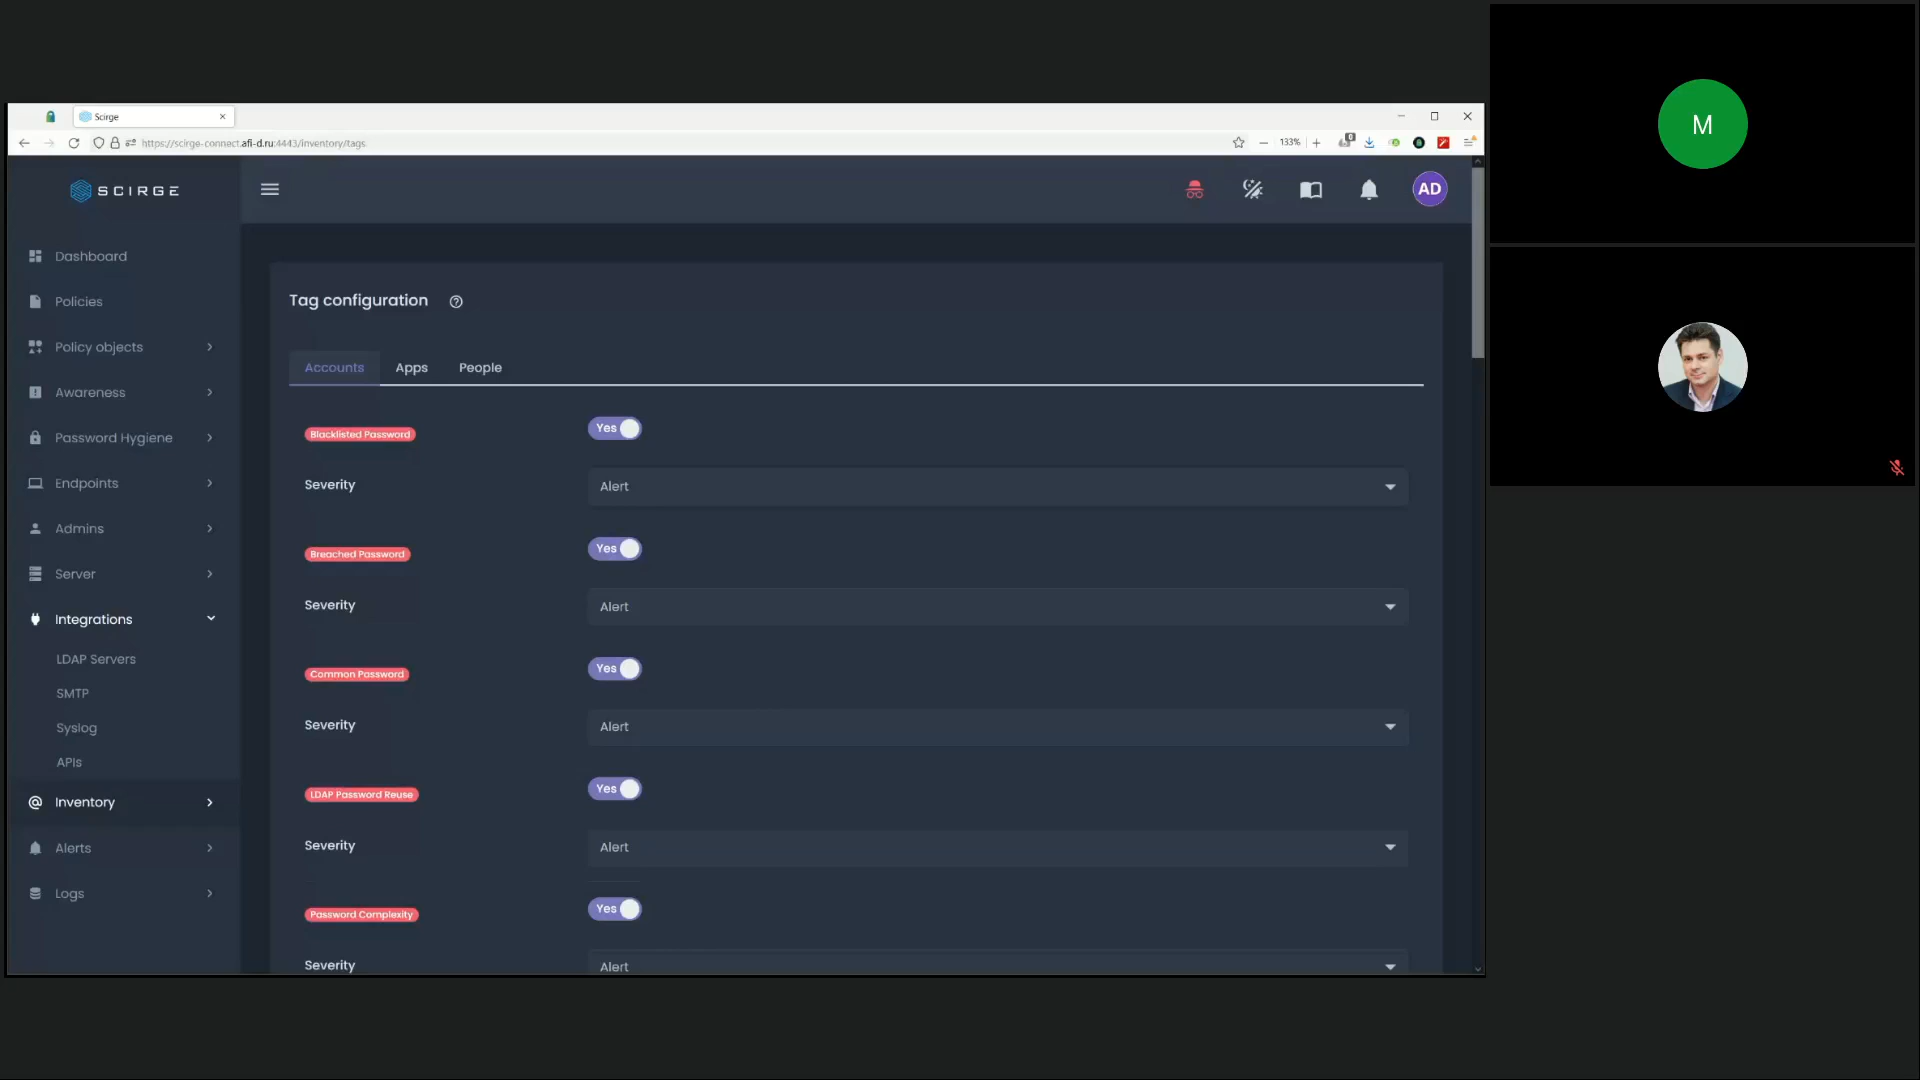 Scirge
https://scirge-connect.afi-d.ru:4443/inventory/tags
133%
0
SCIRGE
AD
M
Dashboard
Policies
Policy objects
Awareness
Password Hygiene
Endpoints
Admins
Server
Integrations
LDAP Servers
SMTP
Syslog
APIs
Inventory
Alerts
Logs
Tag configuration
Accounts Apps People
Blacklisted Password Yes
Severity Alert
Breached Password Yes
Severity Alert
Common Password Yes
Severity Alert
LDAP Password Reuse Yes
Severity Alert
Password Complexity Yes
Severity Alert